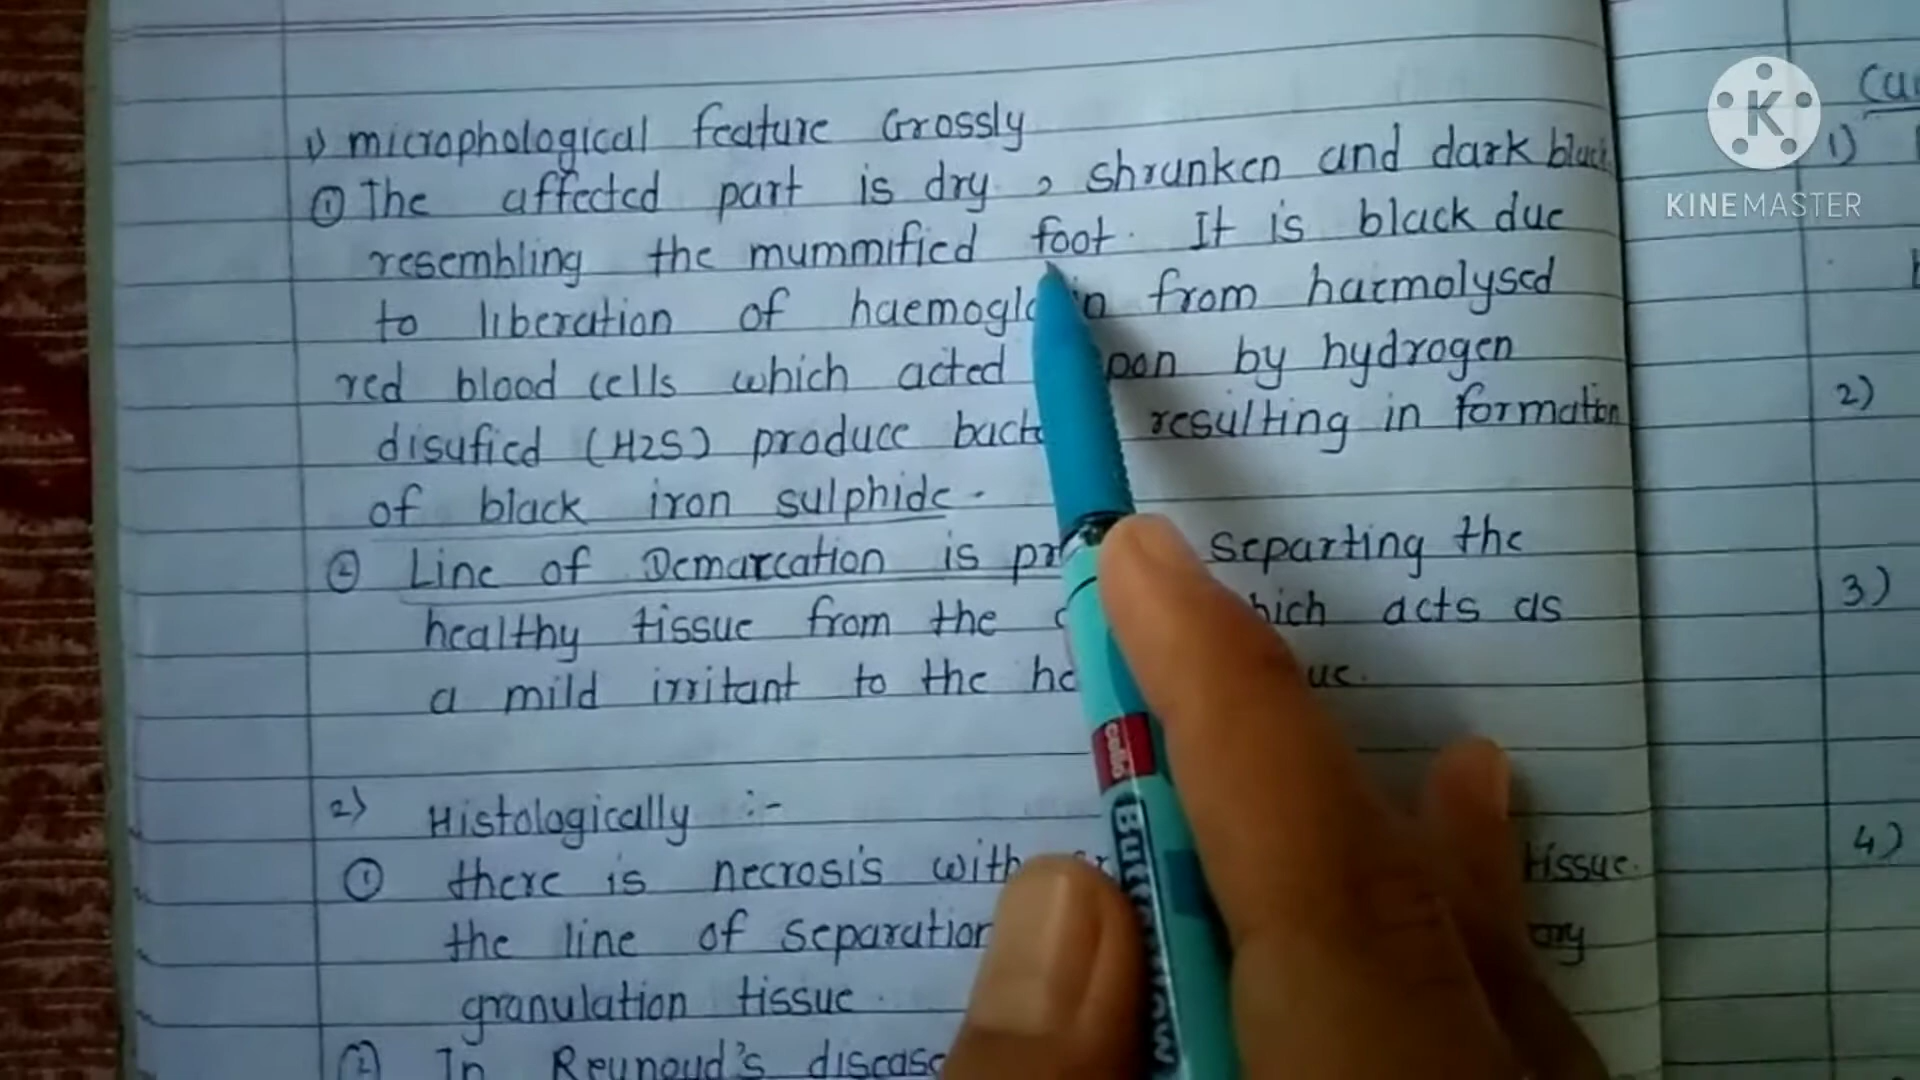 1) microphological feature Grossly
① The affected part is dry, shrunken and dark black
resembling the mummified foot. It is black due
to liberation of from haemolysed
red blood cells which acted by hydrogen
disufied (H2S) produce resulting in formation
of black iron sulphide.
② Line of Demarcation is separting the
healthy tissue from the acts as
a mild irritant to the
2) Histologically :-
① there is necrosis with tissue.
the line of
granulation tissue.
② In Reynoud's
1)
2)
3)
4)
K
KINEMASTER
cello
Butterflow